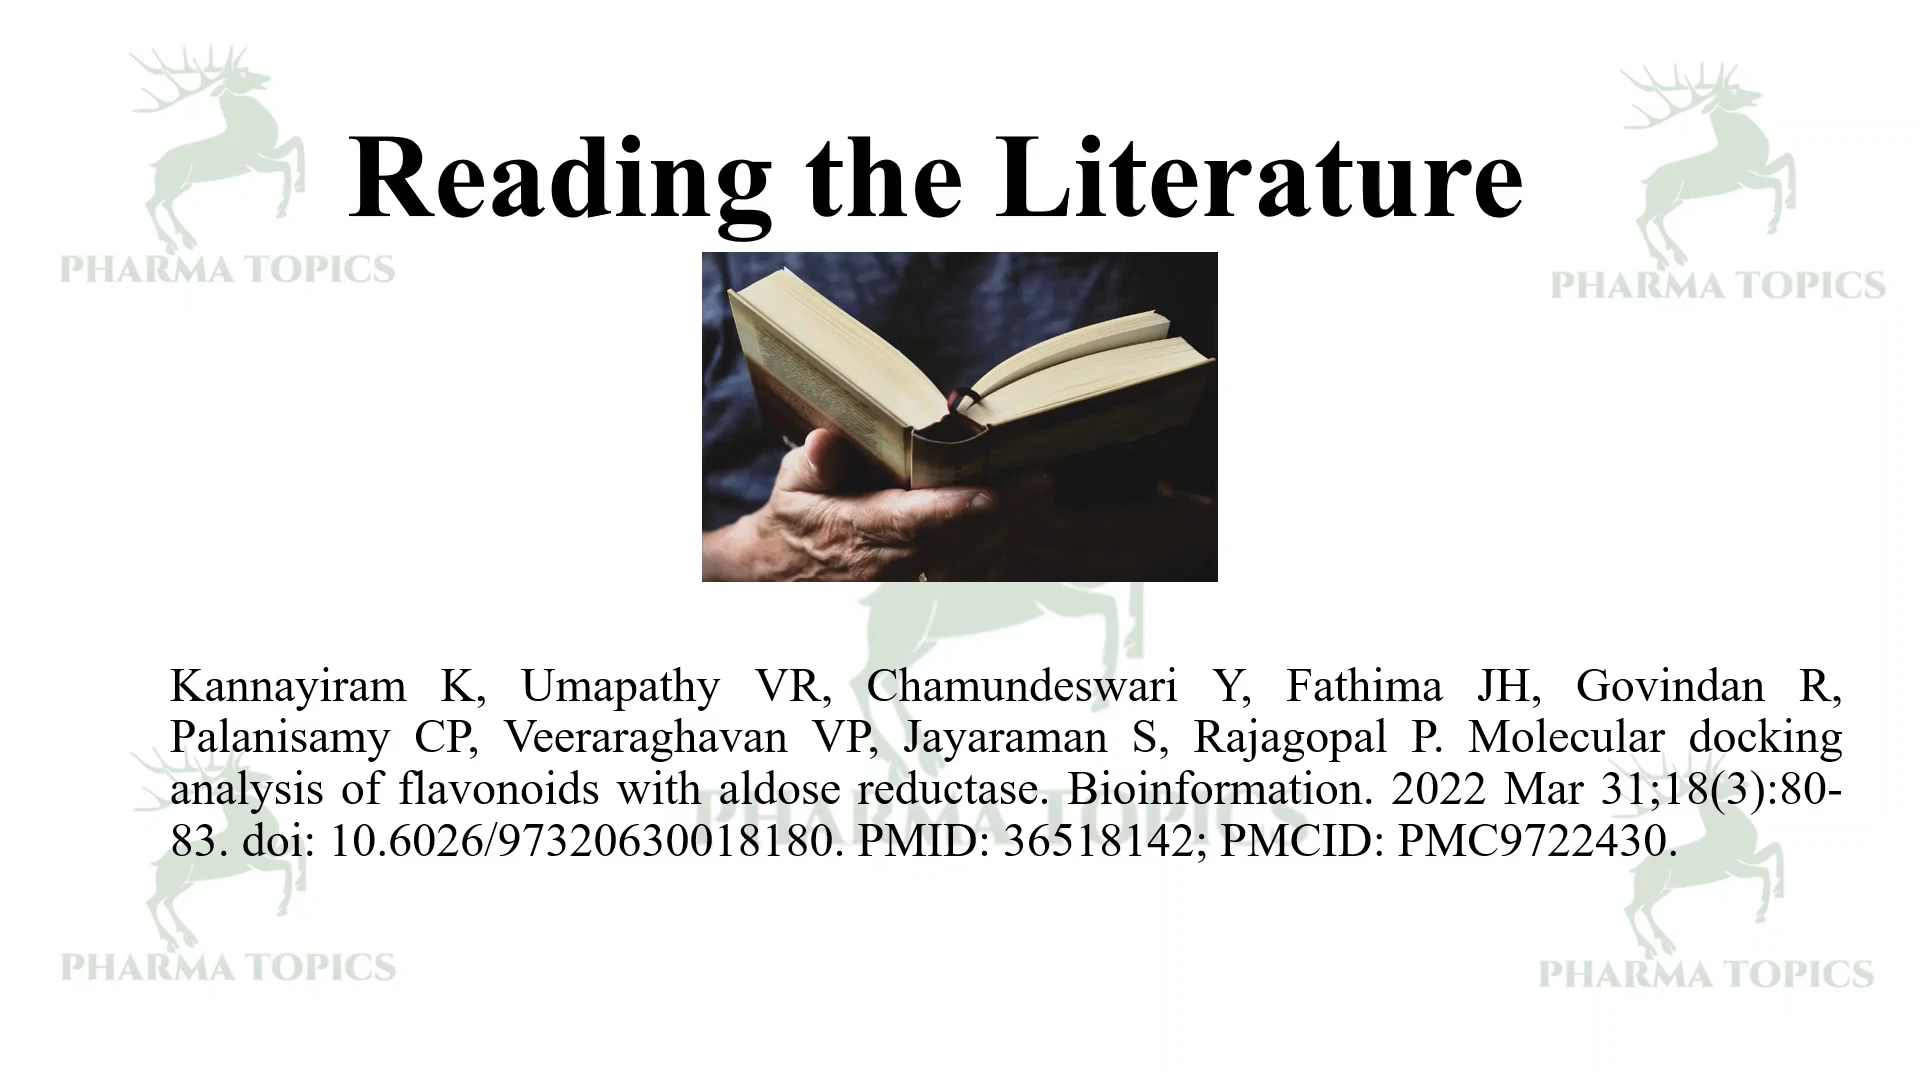 Reading the Literature
PHARMA TOPICS
PHARMA TOPICS
Kannayiram K, Umapathy VR, Chamundeswari Y, Fathima JH, Govindan R,
Palanisamy CP, Veeraraghavan VP, Jayaraman S, Rajagopal P. Molecular docking
analysis of flavonoids with aldose reductase. Bioinformation. 2022 Mar 31;18(3):80-
83. doi: 10.6026/97320630018180. PMID: 36518142; PMCID: PMC9722430.
PHARMA TOPICS
PHARMA TOPICS
PHARMA TOPICS